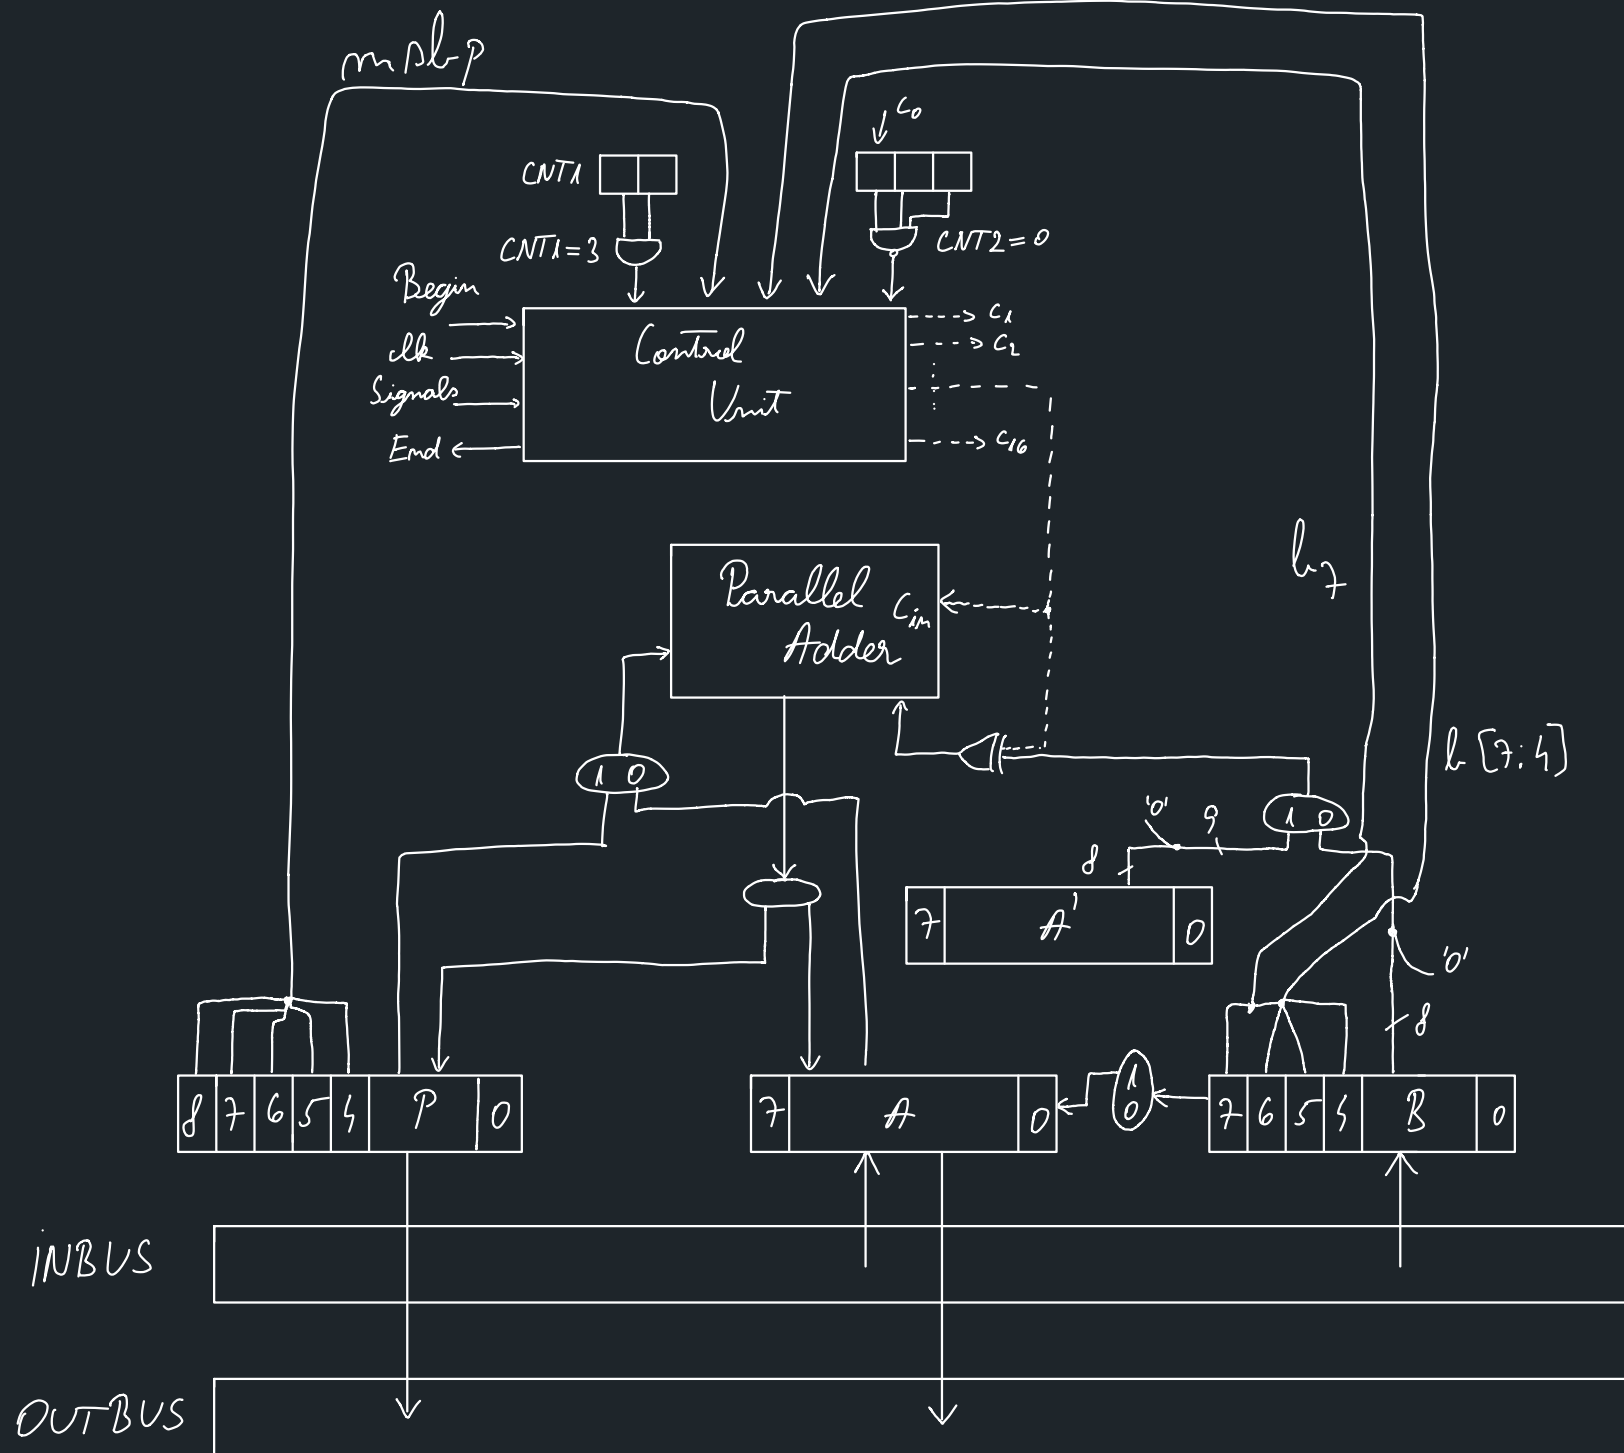 msb p
c₀
CNT1
CNT1=3
CNT2=0
Begin
clk
Signals
End
Control
Unit
c₁
c₂
c₁₆
b₇
Parallel
Adder
Cin
b[7:4]
1 0
'0'
9
1 0
8
7 A' 0
'0'
8
8 7 6 5 4 P 0
7 A 0
1
0
7 6 5 4 B 0
INBUS
OUTBUS